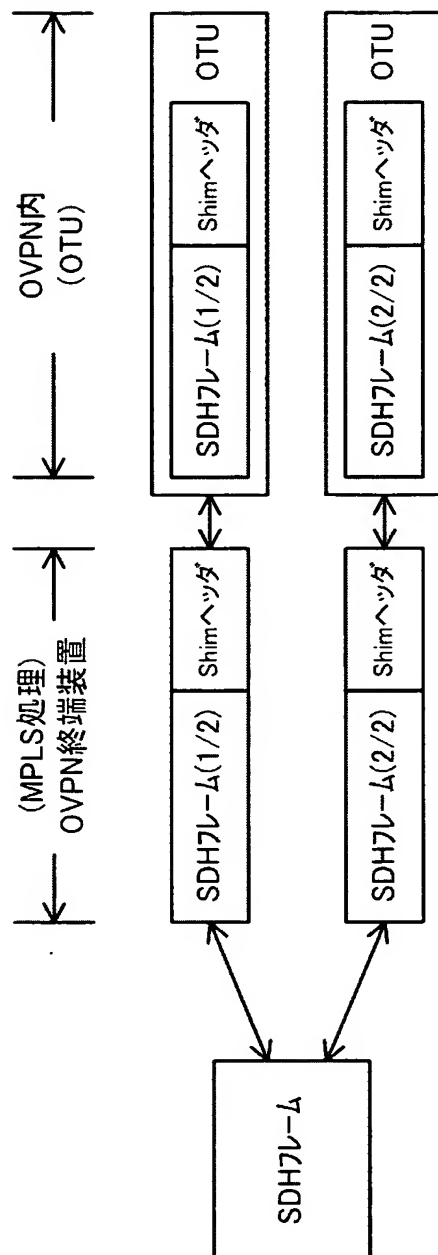 (MPLS処理)
OVPN終端装置
OVPN内
(OTU)
SDHフレーム
SDHフレーム(1/2)
Shimヘッダ
SDHフレーム(1/2)
Shimヘッダ
OTU
SDHフレーム(2/2)
Shimヘッダ
SDHフレーム(2/2)
Shimヘッダ
OTU